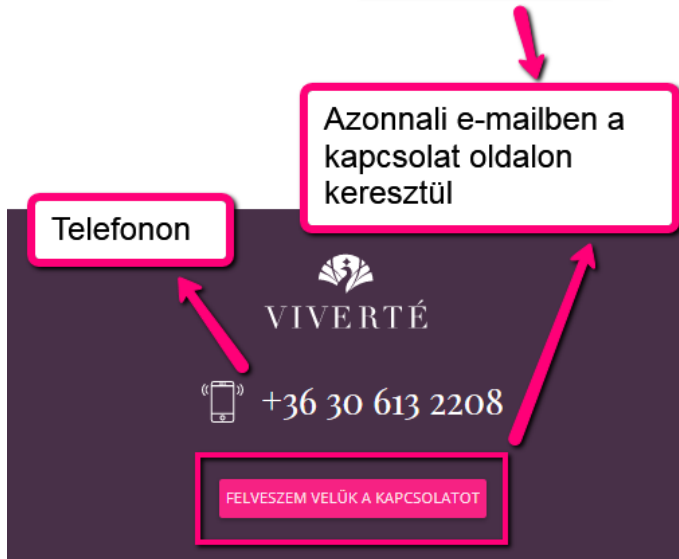 Azonnali e-mailben a
kapcsolat oldalon
keresztül
Telefonon
VIVERTÉ
+36 30 613 2208
FELVESZEM VELÜK A KAPCSOLATOT